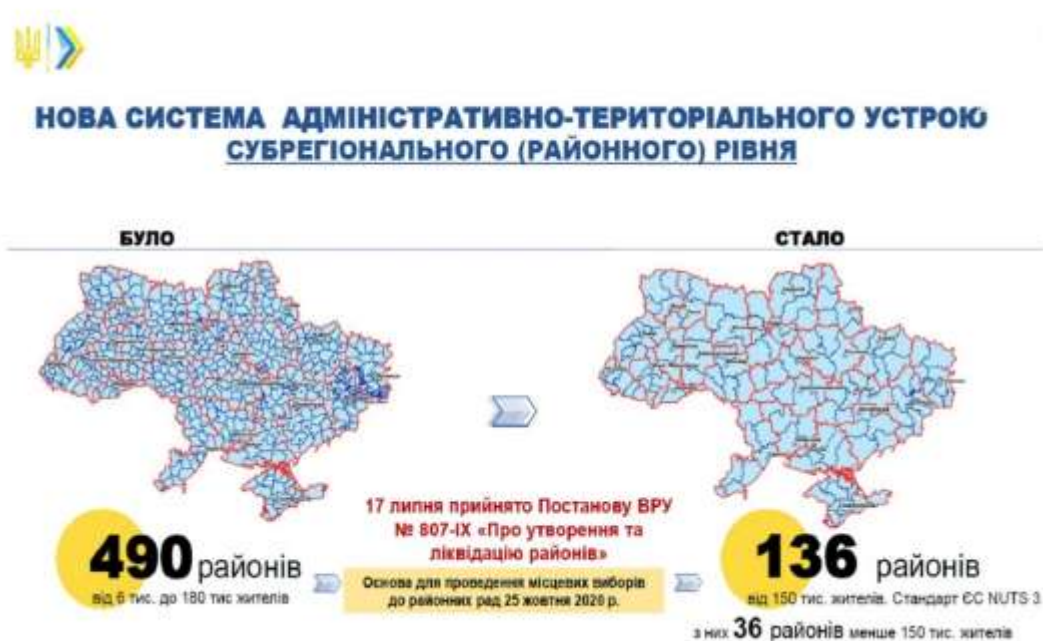 НОВА СИСТЕМА АДМІНІСТРАТИВНО-ТЕРИТОРІАЛЬНОГО УСТРОЮ
СУБРЕГІОНАЛЬНОГО (РАЙОННОГО) РІВНЯ
БУЛО
СТАЛО
17 липня прийнято Постанову ВРУ
№ 807-IX «Про утворення та
ліквідацію районів»
490 районів
від 6 тис. до 180 тис жителів
Основа для проведення місцевих виборів
до районних рад 25 жовтня 2020 р.
136 районів
від 150 тис. жителів. Стандарт ЄС NUTS 3
з них 36 районів менше 150 тис. жителів